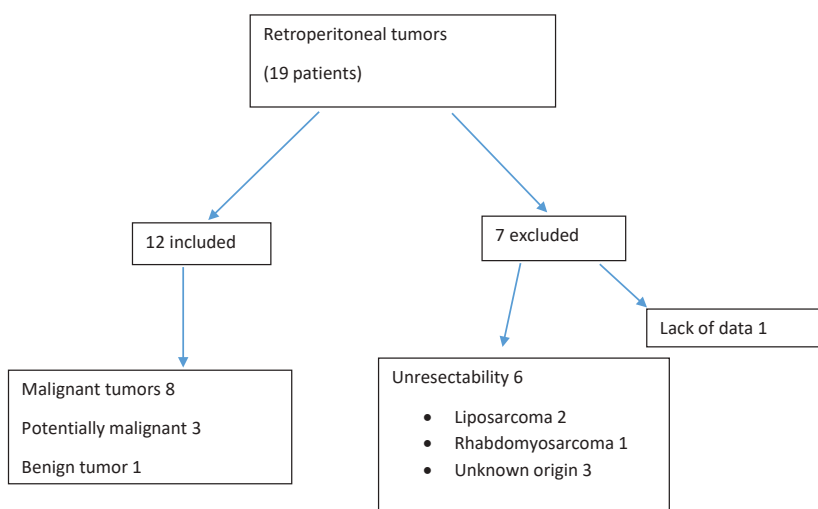 Retroperitoneal tumors
(19 patients)
12 included
7 excluded
Lack of data 1
Malignant tumors 8
Potentially malignant 3
Benign tumor 1
Unresectability 6
• Liposarcoma 2
• Rhabdomyosarcoma 1
• Unknown origin 3